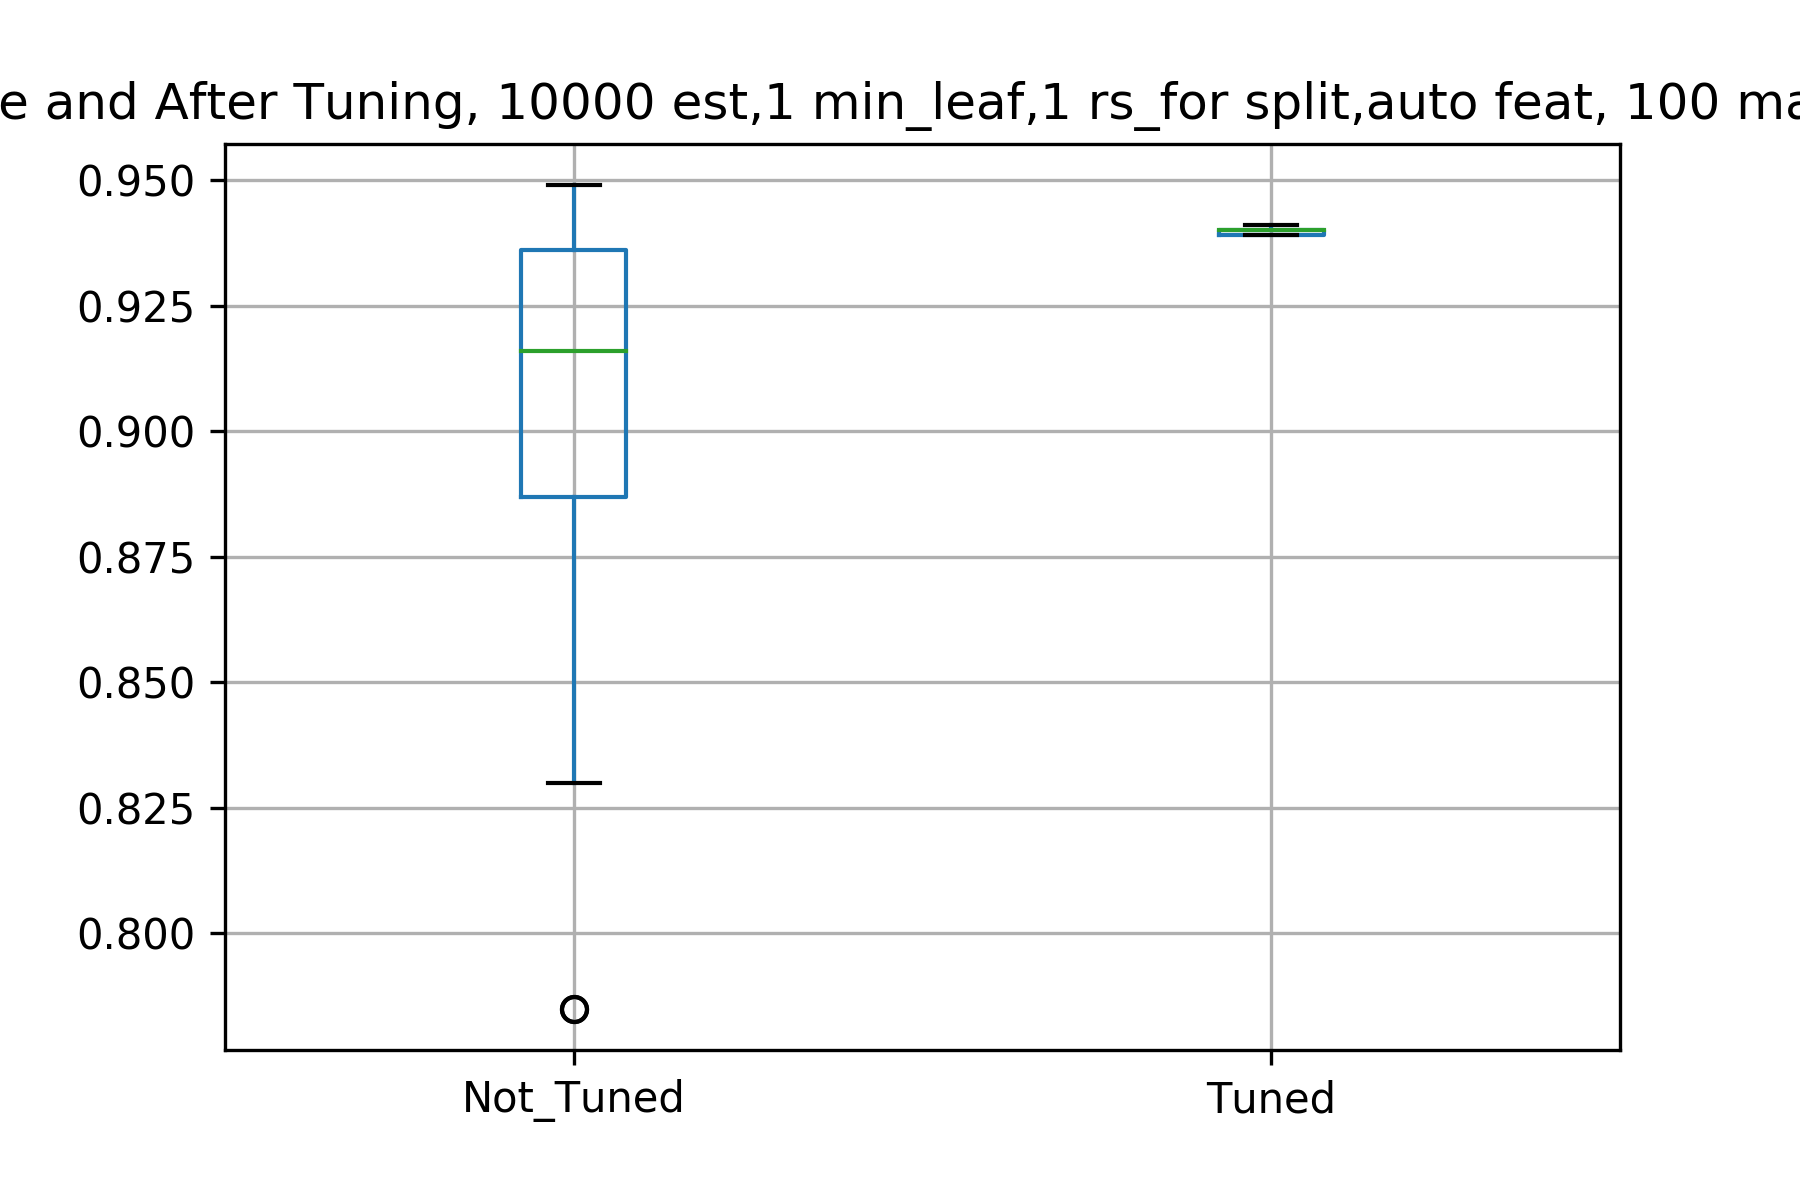 e and After Tuning, 10000 est,1 min_leaf,1 rs_for split,auto feat, 100 ma
0.950
0.925
0.900
0.875
0.850
0.825
0.800
Not_Tuned
Tuned